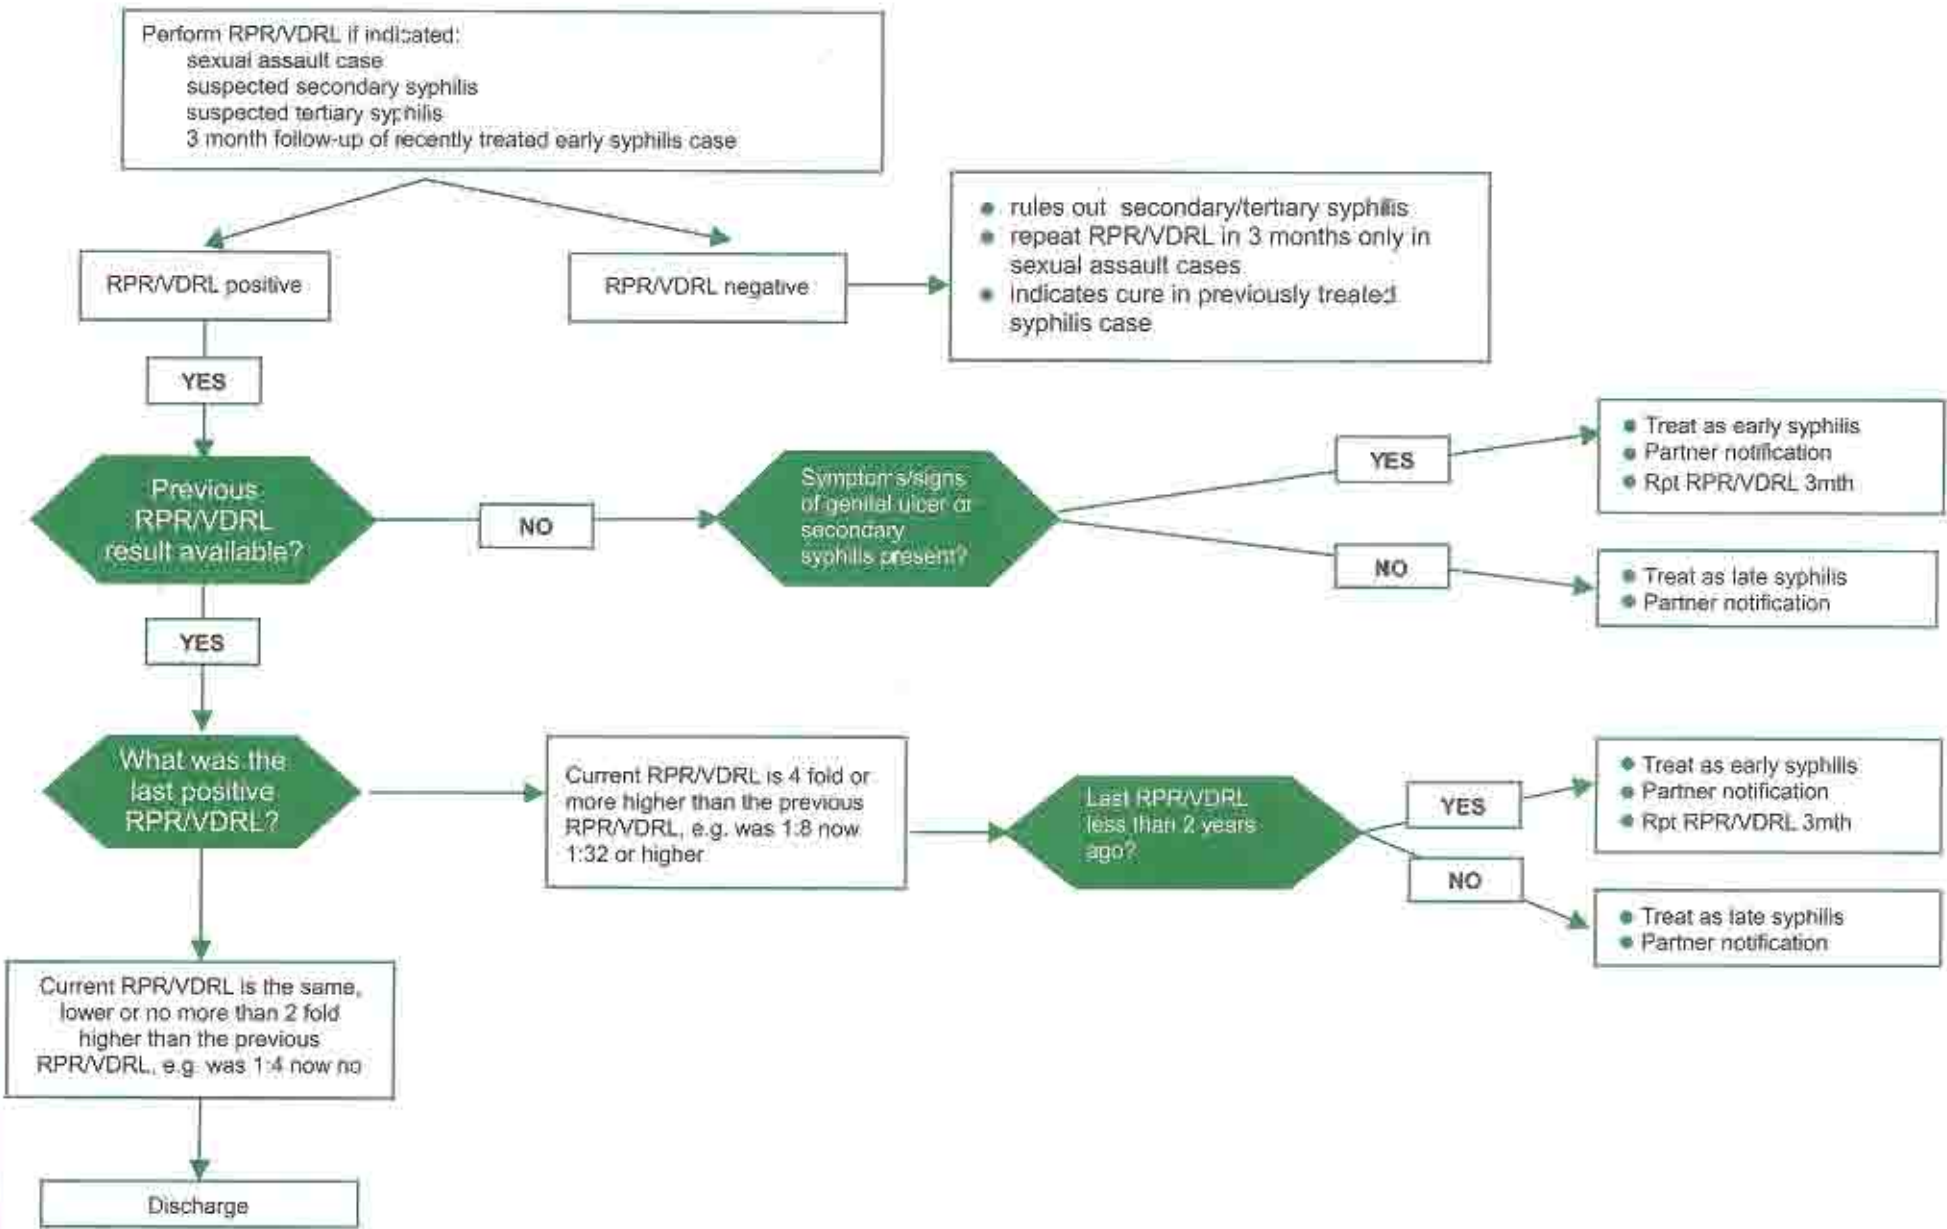 Perform RPR/VDRL if indicated:
sexual assault case
suspected secondary syphilis
suspected tertiary syphilis
3 month follow-up of recently treated early syphilis case
RPR/VDRL positive
RPR/VDRL negative
rules out secondary/tertiary syphilis
repeat RPR/VDRL in 3 months only in
sexual assault cases
indicates cure in previously treated
syphilis case
YES
Previous
RPR/VDRL
result available?
NO
Symptoms/signs
of genital ulcer or
secondary
syphilis present?
YES
Treat as early syphilis
Partner notification
Rpt RPR/VDRL 3mth
NO
Treat as late syphilis
Partner notification
YES
What was the
last positive
RPR/VDRL?
Current RPR/VDRL is 4 fold or
more higher than the previous
RPR/VDRL, e.g. was 1:8 now
1:32 or higher
Last RPR/VDRL
less than 2 years
ago?
YES
Treat as early syphilis
Partner notification
Rpt RPR/VDRL 3mth
NO
Treat as late syphilis
Partner notification
Current RPR/VDRL is the same,
lower or no more than 2 fold
higher than the previous
RPR/VDRL, e.g. was 1:4 now no
Discharge